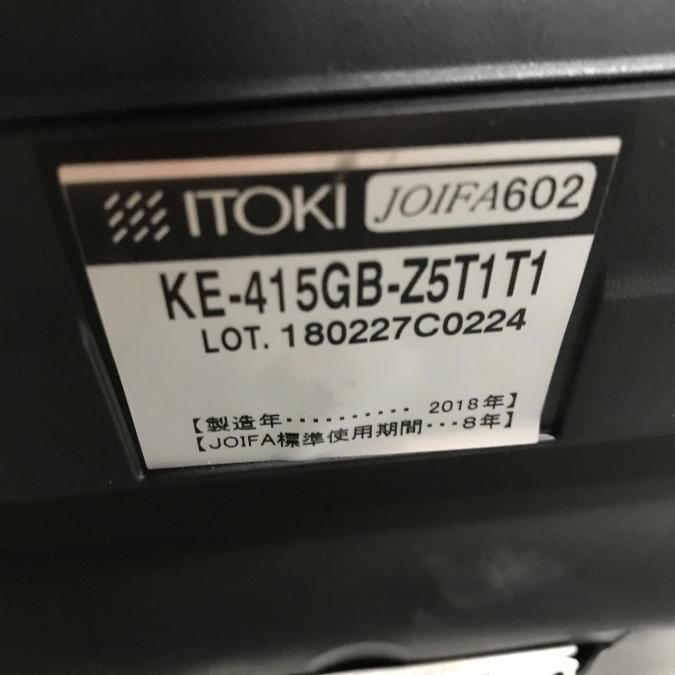 ITOKI JOIFA602
KE-415GB-Z5T1T1
LOT. 180227C0224
【製造年･･････････ 2018年】
【JOIFA標準使用期間･･･8年】